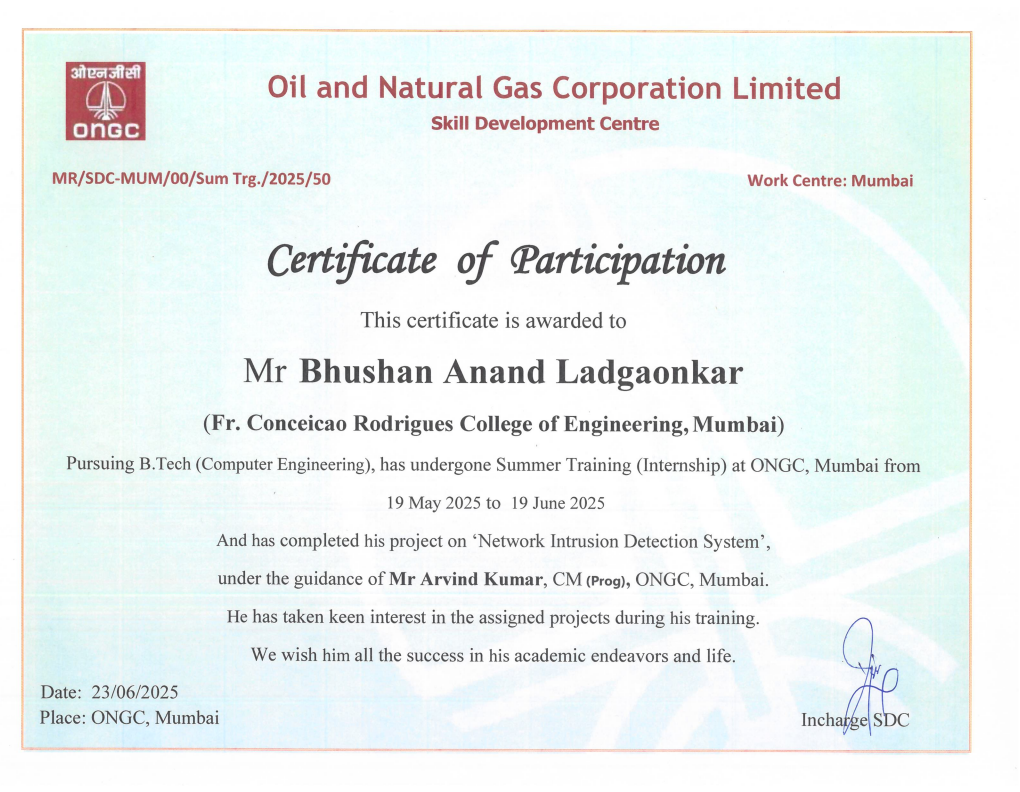 ओएनजीसी
ONGC
Oil and Natural Gas Corporation Limited
Skill Development Centre
MR/SDC-MUM/00/Sum Trg./2025/50
Work Centre: Mumbai
Certificate of Participation
This certificate is awarded to
Mr Bhushan Anand Ladgaonkar
(Fr. Conceicao Rodrigues College of Engineering, Mumbai)
Pursuing B.Tech (Computer Engineering), has undergone Summer Training (Internship) at ONGC, Mumbai from
19 May 2025 to 19 June 2025
And has completed his project on ‘Network Intrusion Detection System’,
under the guidance of Mr Arvind Kumar, CM (Prog), ONGC, Mumbai.
He has taken keen interest in the assigned projects during his training.
We wish him all the success in his academic endeavors and life.
Date: 23/06/2025
Place: ONGC, Mumbai
Incharge SDC